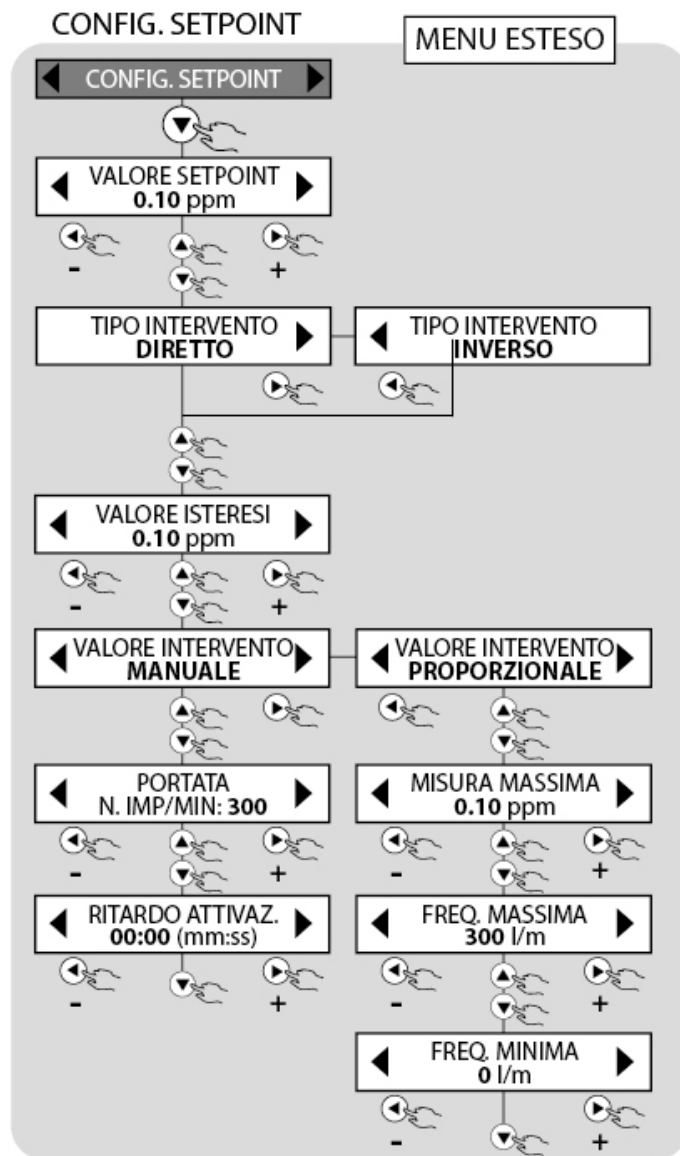 CONFIG. SETPOINT
MENU ESTESO
CONFIG. SETPOINT
VALORE SETPOINT
0.10 ppm
- +
TIPO INTERVENTO
DIRETTO
TIPO INTERVENTO
INVERSO
VALORE ISTERESI
0.10 ppm
- +
VALORE INTERVENTO
MANUALE
VALORE INTERVENTO
PROPORZIONALE
PORTATA
N. IMP/MIN: 300
- +
MISURA MASSIMA
0.10 ppm
- +
RITARDO ATTIVAZ.
00:00 (mm:ss)
- +
FREQ. MASSIMA
300 I/m
- +
FREQ. MINIMA
0 I/m
- +